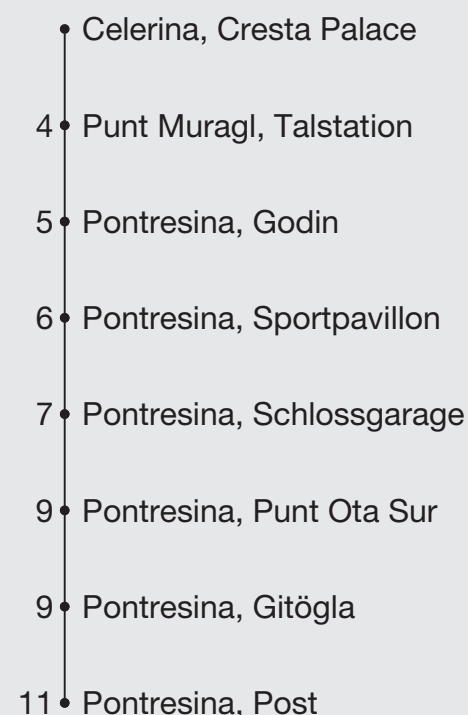 Celerina, Cresta Palace
4 Punt Muragl, Talstation
5 Pontresina, Godin
6 Pontresina, Sportpavillon
7 Pontresina, Schlossgarage
9 Pontresina, Punt Ota Sur
9 Pontresina, Gitögla
11 Pontresina, Post